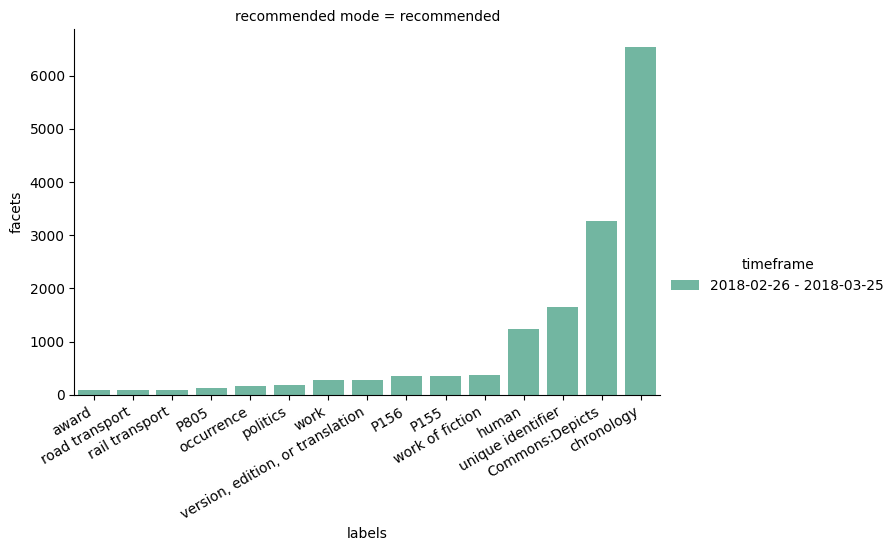 recommended mode = recommended
facets
6000
5000
4000
3000
2000
1000
0
award
road transport
rail transport
P805
occurrence
politics
work
version, edition, or translation
P156
P155
work of fiction
human
unique identifier
Commons:Depicts
chronology
labels
timeframe
2018-02-26 - 2018-03-25